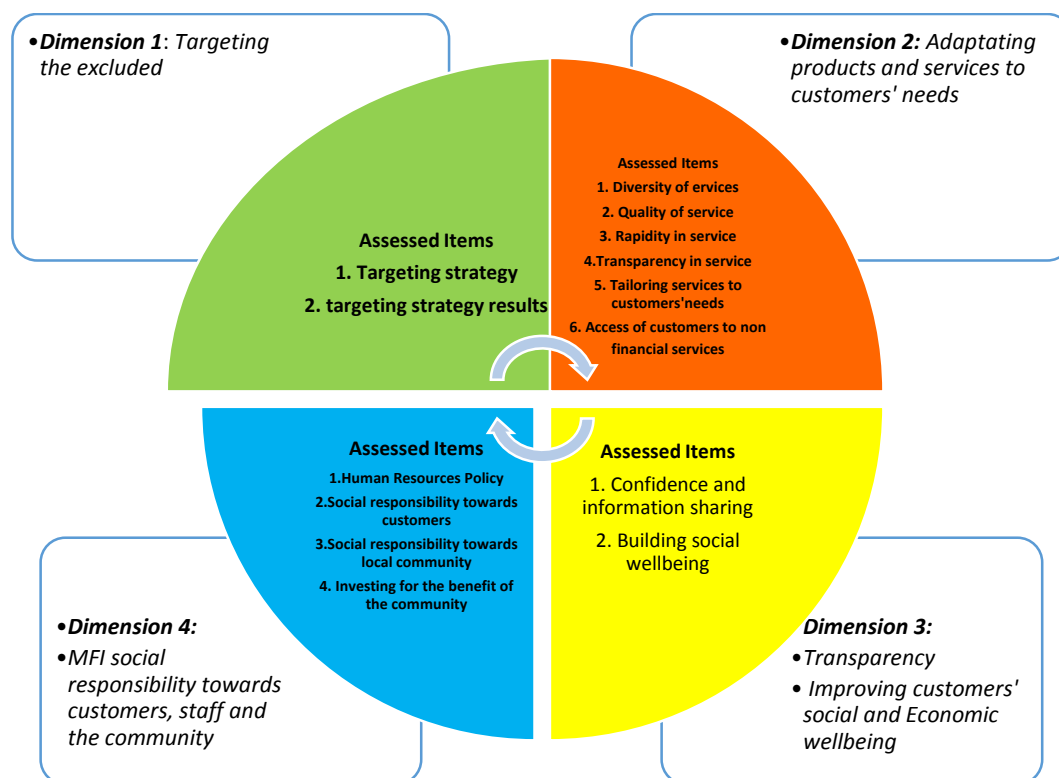 •Dimension 1: Targeting
the excluded
•Dimension 2: Adaptating
products and services to
customers' needs
Assessed Items
1. Targeting strategy
2. targeting strategy results
Assessed Items
1. Diversity of ervices
2. Quality of service
3. Rapidity in service
4.Transparency in service
5. Tailoring services to
customers'needs
6. Access of customers to non
financial services
Assessed Items
1.Human Resources Policy
2.Social responsibility towards
customers
3.Social responsibility towards
local community
4. Investing for the benefit of
the community
Assessed Items
1. Confidence and
information sharing
2. Building social
wellbeing
•Dimension 4:
•MFI social
responsibility towards
customers, staff and
the community
Dimension 3:
•Transparency
• Improving customers'
social and Economic
wellbeing